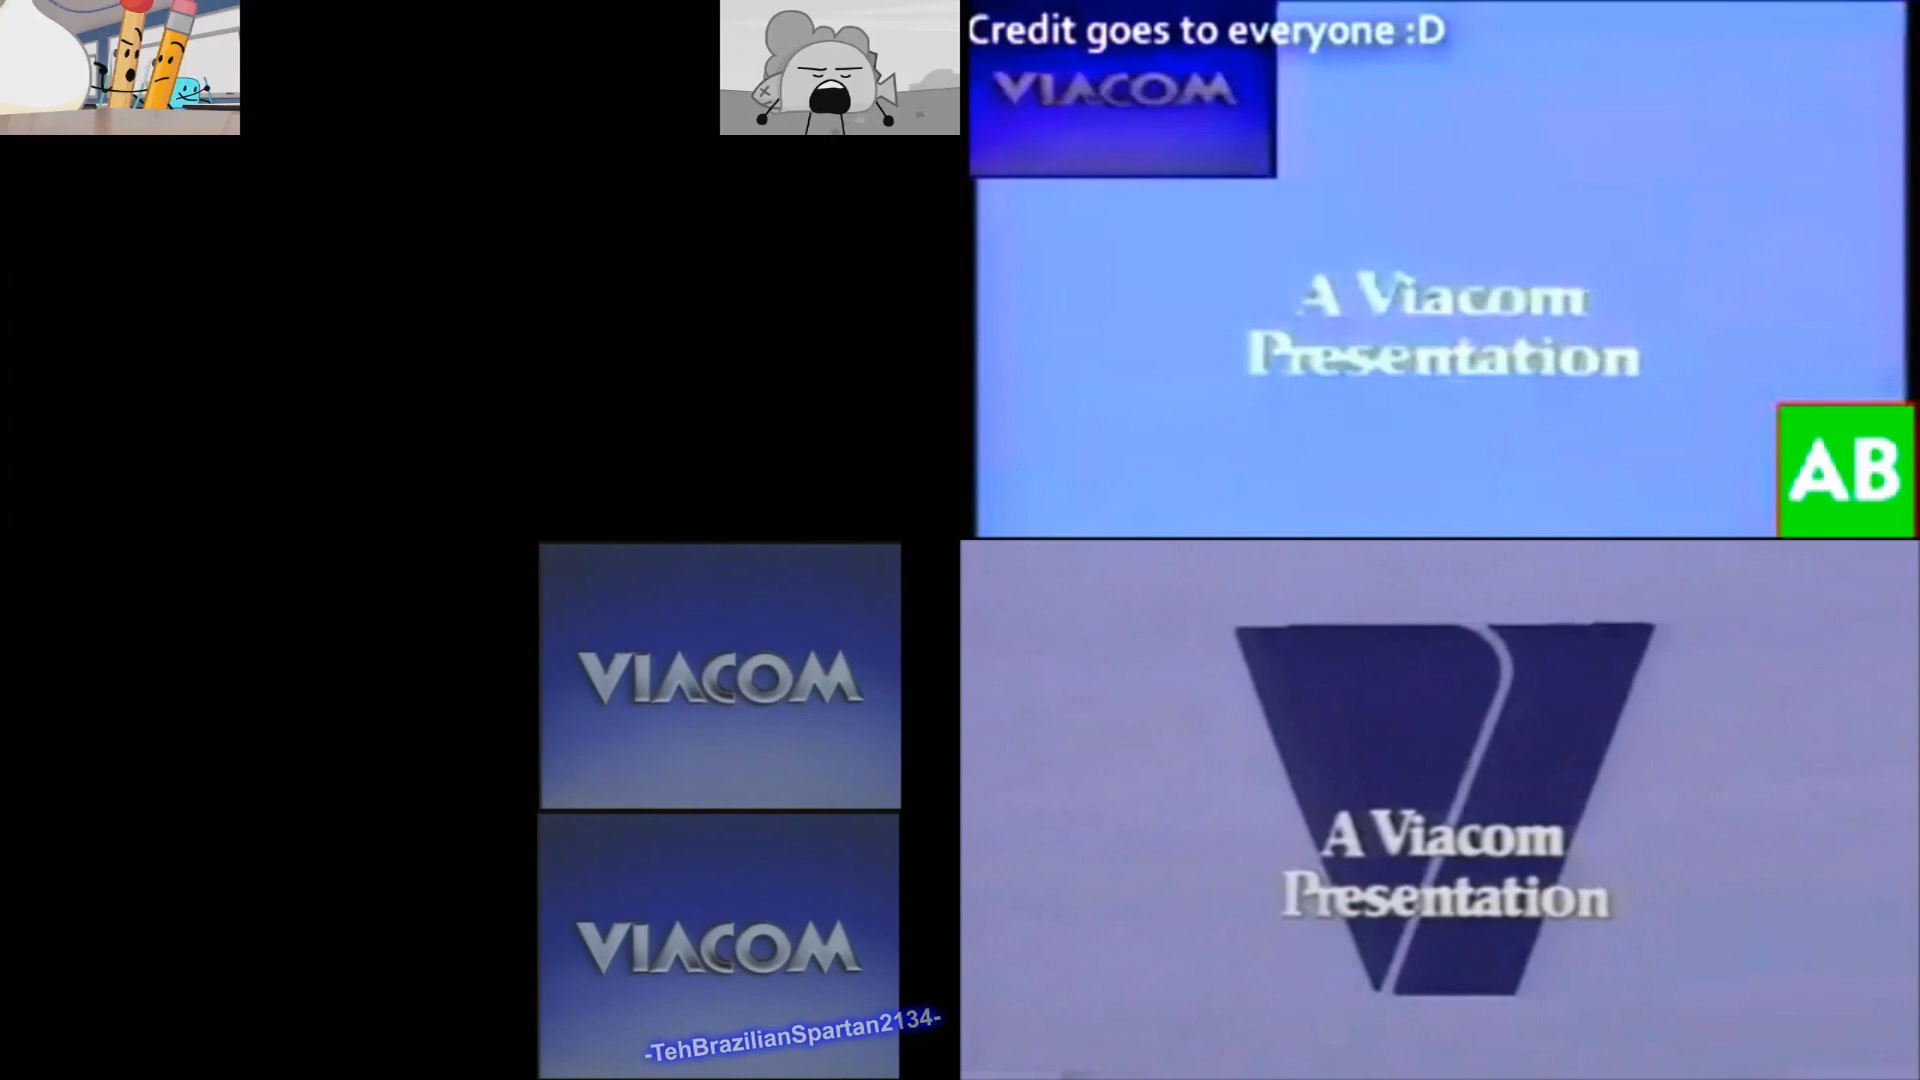 Credit goes to everyone :D
VIACOM
A Viacom
Presentation
AB
VIACOM
VIACOM
-TehBrazilianSpartan2134-
A Viacom
Presentation